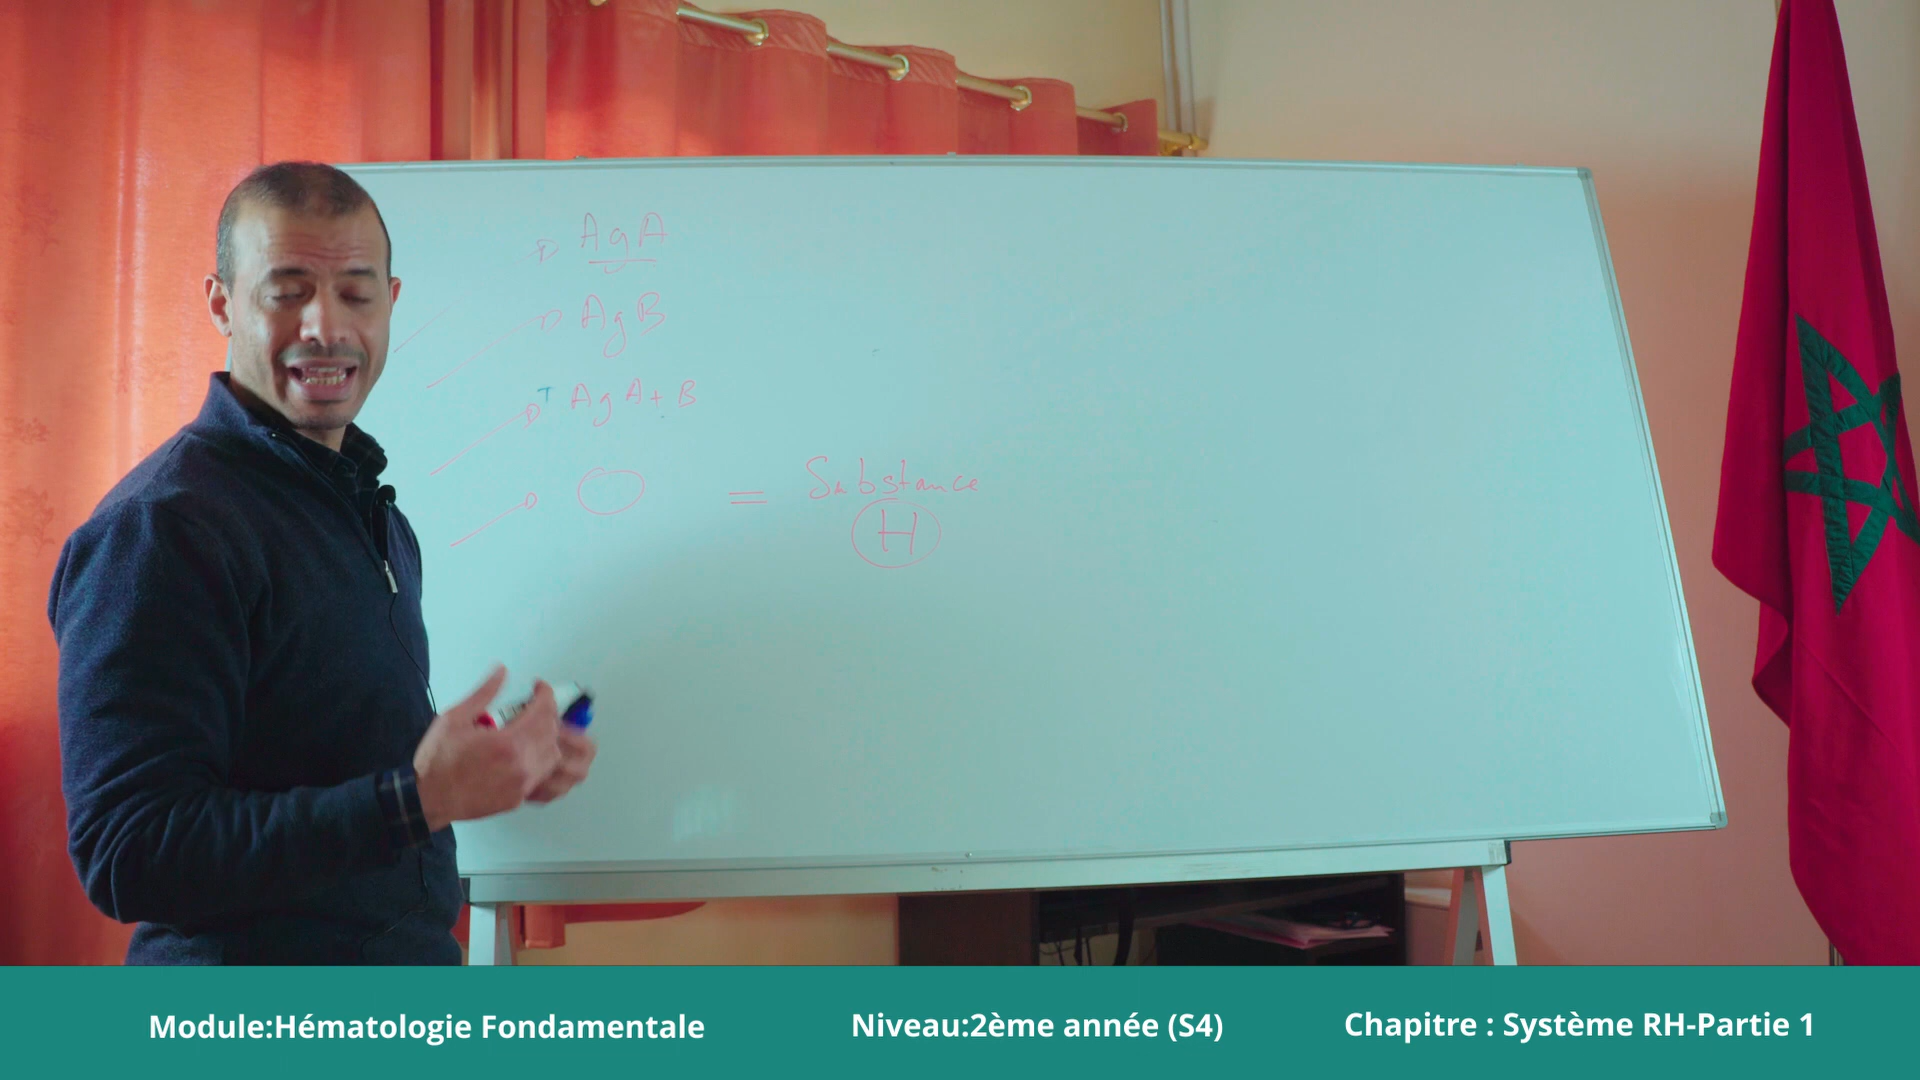 AgA
AgB
AgA+B
O = Substance
H
Module:Hématologie Fondamentale
Niveau:2ème année (S4)
Chapitre : Système RH-Partie 1